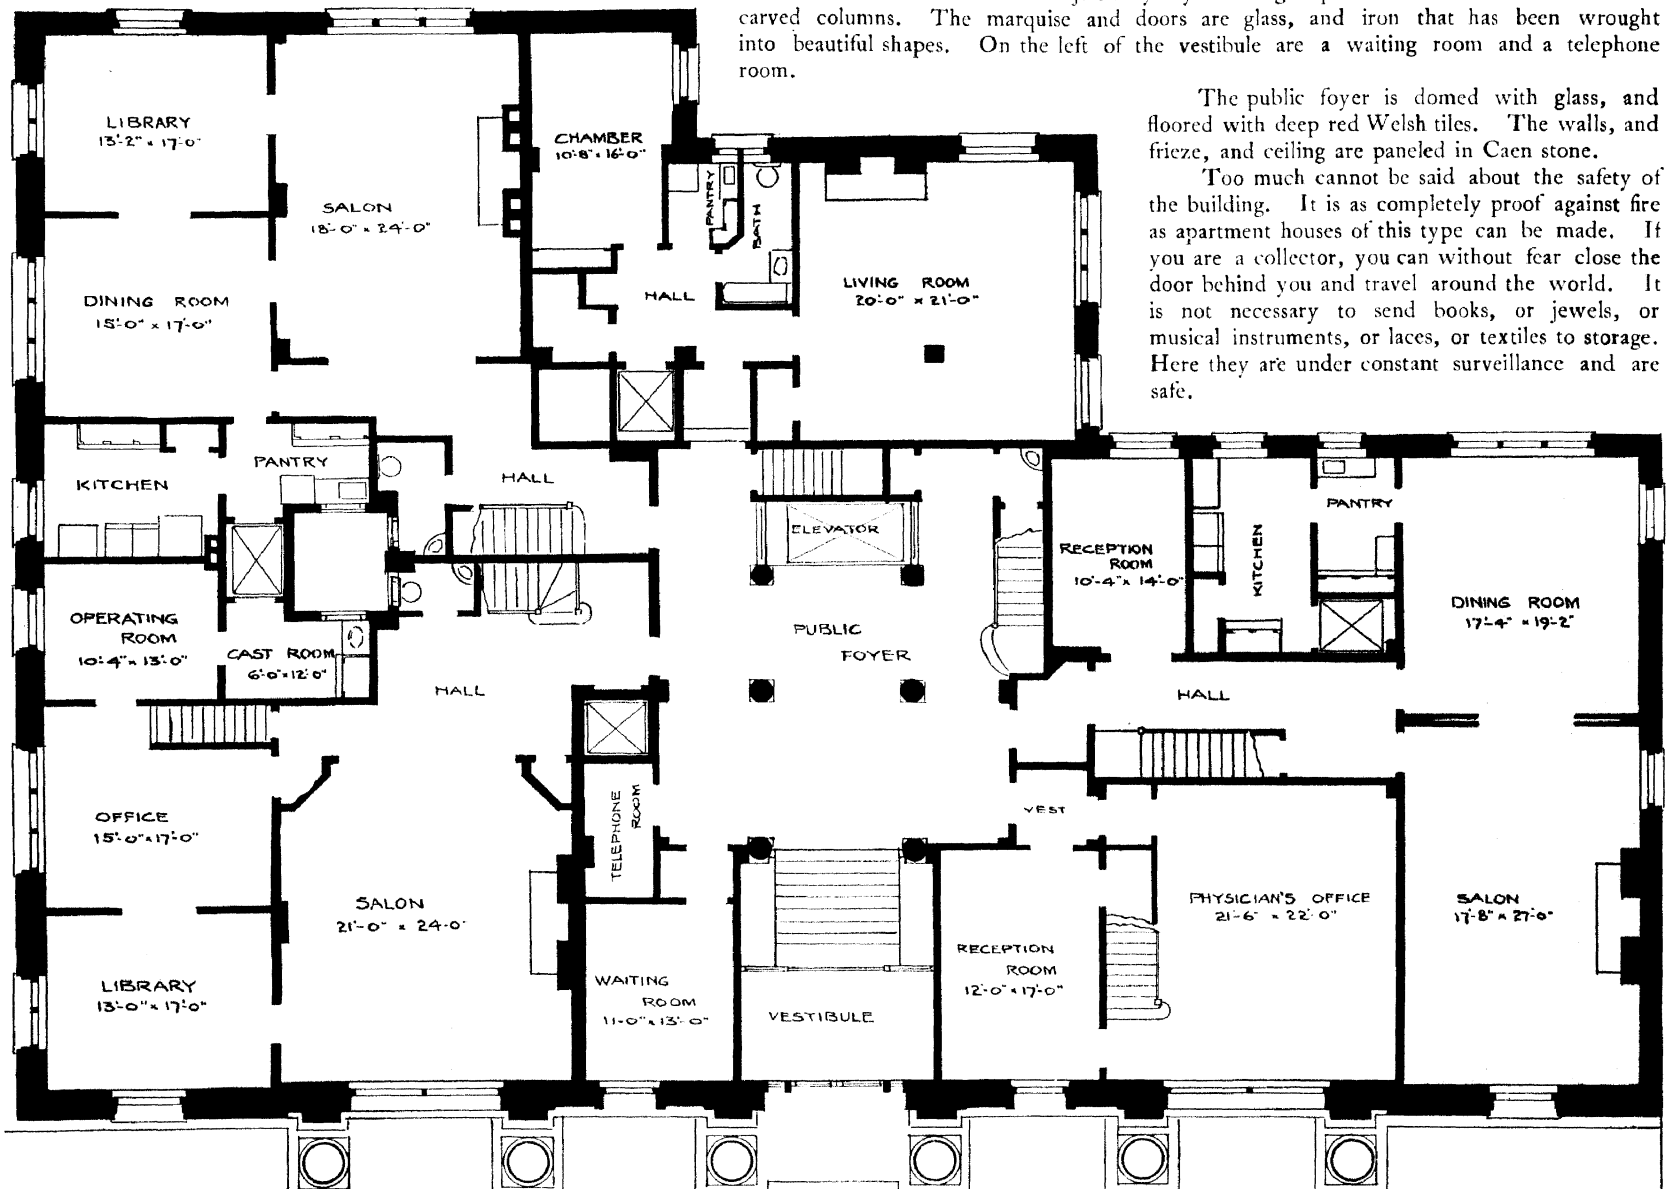 carved columns. The marquise and doors are glass, and iron that has been wrought
into beautiful shapes. On the left of the vestibule are a waiting room and a telephone
room.
The public foyer is domed with glass, and
floored with deep red Welsh tiles. The walls, and
frieze, and ceiling are paneled in Caen stone.
Too much cannot be said about the safety of
the building. It is as completely proof against fire
as apartment houses of this type can be made. If
you are a collector, you can without fear close the
door behind you and travel around the world. It
is not necessary to send books, or jewels, or
musical instruments, or laces, or textiles to storage.
Here they are under constant surveillance and are
safe.
LIBRARY
13'-2" x 17'-0"
SALON
18'-0" x 24'-0"
CHAMBER
10'-8" x 16'-0"
PANTRY
BATH
HALL
LIVING ROOM
20'-0" x 21'-0"
DINING ROOM
15'-0" x 17'-0"
KITCHEN
PANTRY
HALL
ELEVATOR
RECEPTION
ROOM
10'-4" x 14'-0"
KITCHEN
PANTRY
DINING ROOM
17'-4" x 19'-2"
OPERATING
ROOM
10'-4" x 13'-0"
CAST ROOM
6'-0" x 12'-0"
HALL
PUBLIC
FOYER
HALL
OFFICE
15'-0" x 17'-0"
TELEPHONE
ROOM
VEST
SALON
21'-0" x 24'-0"
PHYSICIAN'S OFFICE
21'-6" x 22'-0"
SALON
17'-8" x 27'-0"
LIBRARY
13'-0" x 17'-0"
WAITING
ROOM
11'-0" x 13'-0"
VESTIBULE
RECEPTION
ROOM
12'-0" x 17'-0"